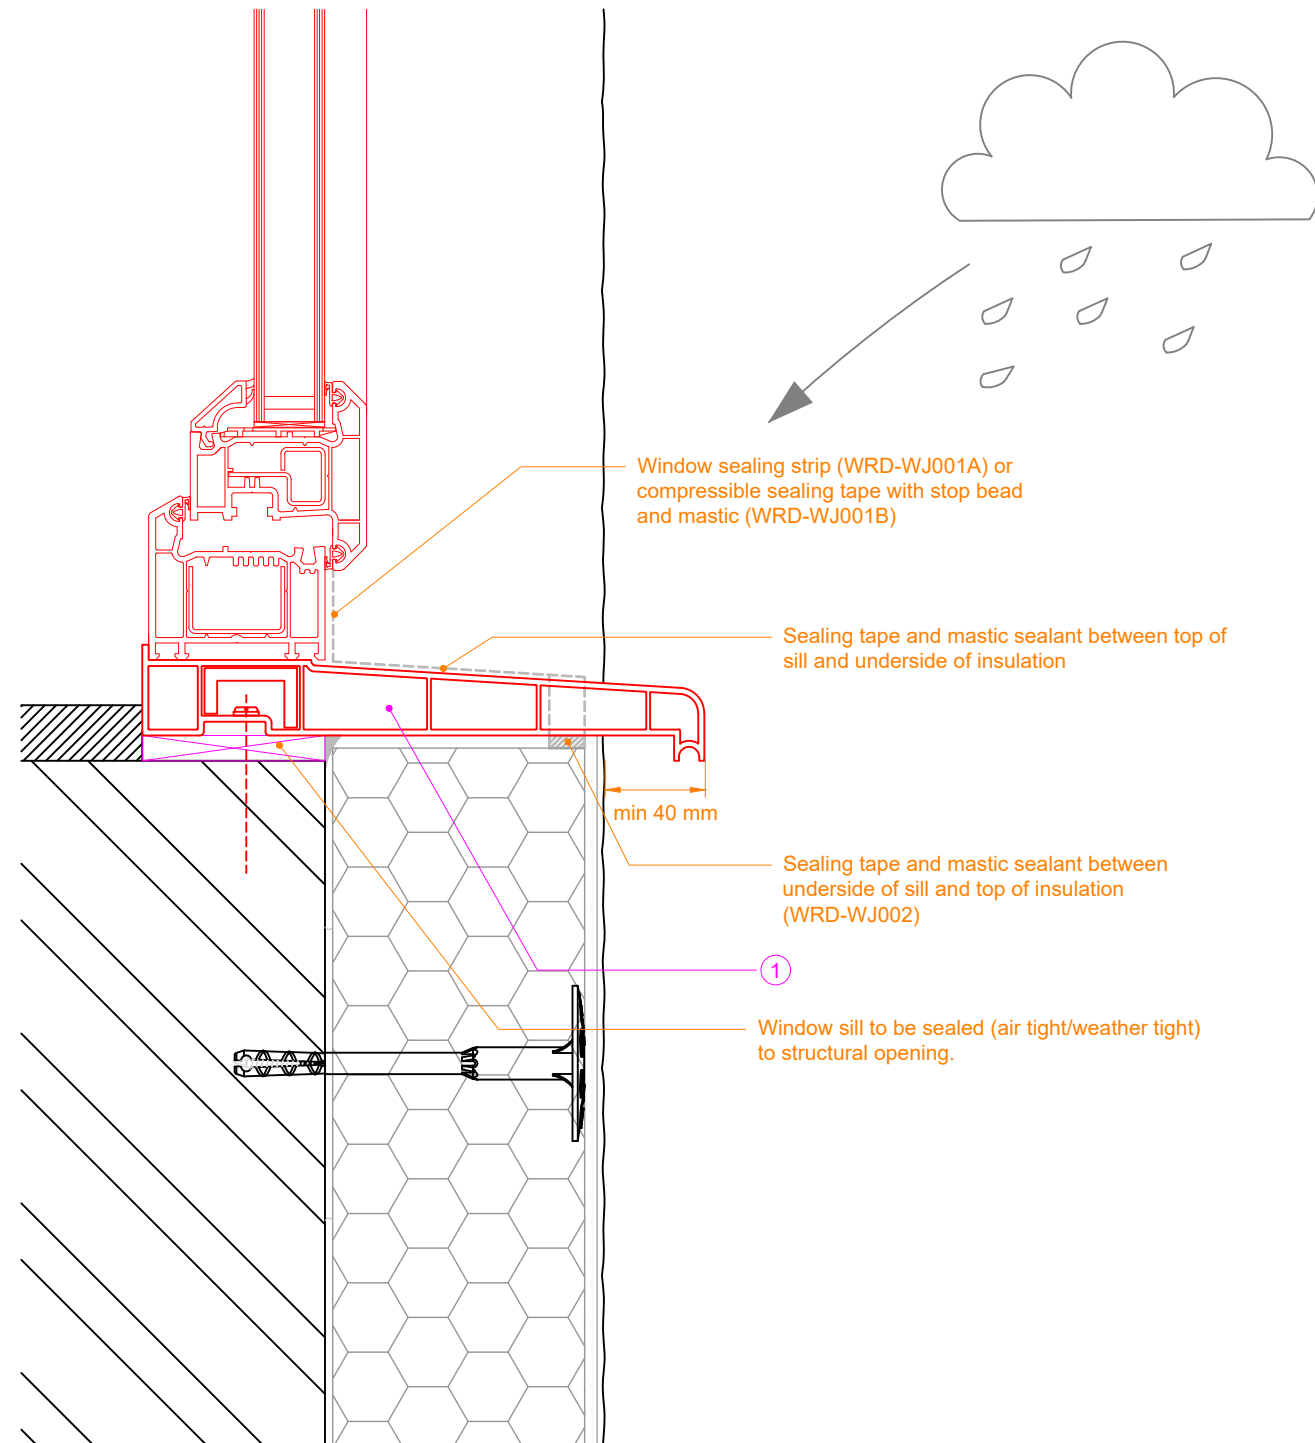 Window sealing strip (WRD-WJ001A) or
compressible sealing tape with stop bead
and mastic (WRD-WJ001B)
Sealing tape and mastic sealant between top of
sill and underside of insulation
min 40 mm
Sealing tape and mastic sealant between
underside of sill and top of insulation
(WRD-WJ002)
1
Window sill to be sealed (air tight/weather tight)
to structural opening.